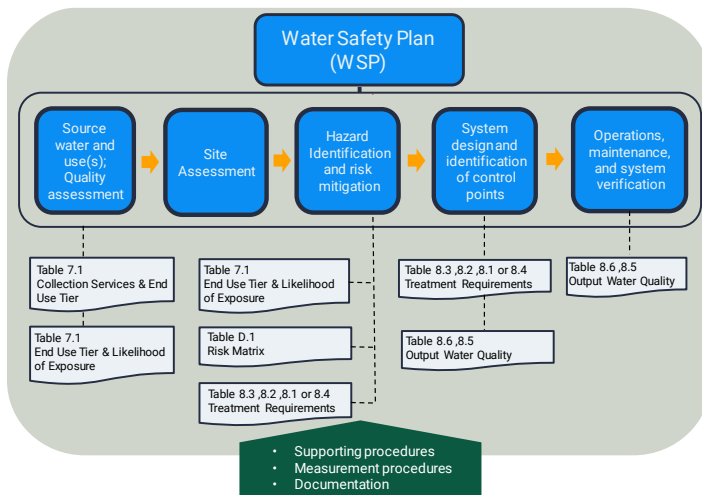 Water Safety Plan
(WSP)
Source
water and
use(s);
Quality
assessment
Site
Assessment
Hazard
Identification
and risk
mitigation
System
design and
identification
of control
points
Operations,
maintenance,
and system
verification
Table 7.1
Collection Services & End
Use Tier
Table 7.1
End Use Tier & Likelihood
of Exposure
Table 7.1
End Use Tier & Likelihood
of Exposure
Table D.1
Risk Matrix
Table 8.3 ,8.2 ,8.1 or 8.4
Treatment Requirements
Table 8.3 ,8.2 ,8.1 or 8.4
Treatment Requirements
Table 8.6 ,8.5
Output Water Quality
Table 8.6 ,8.5
Output Water Quality
• Supporting procedures
• Measurement procedures
• Documentation